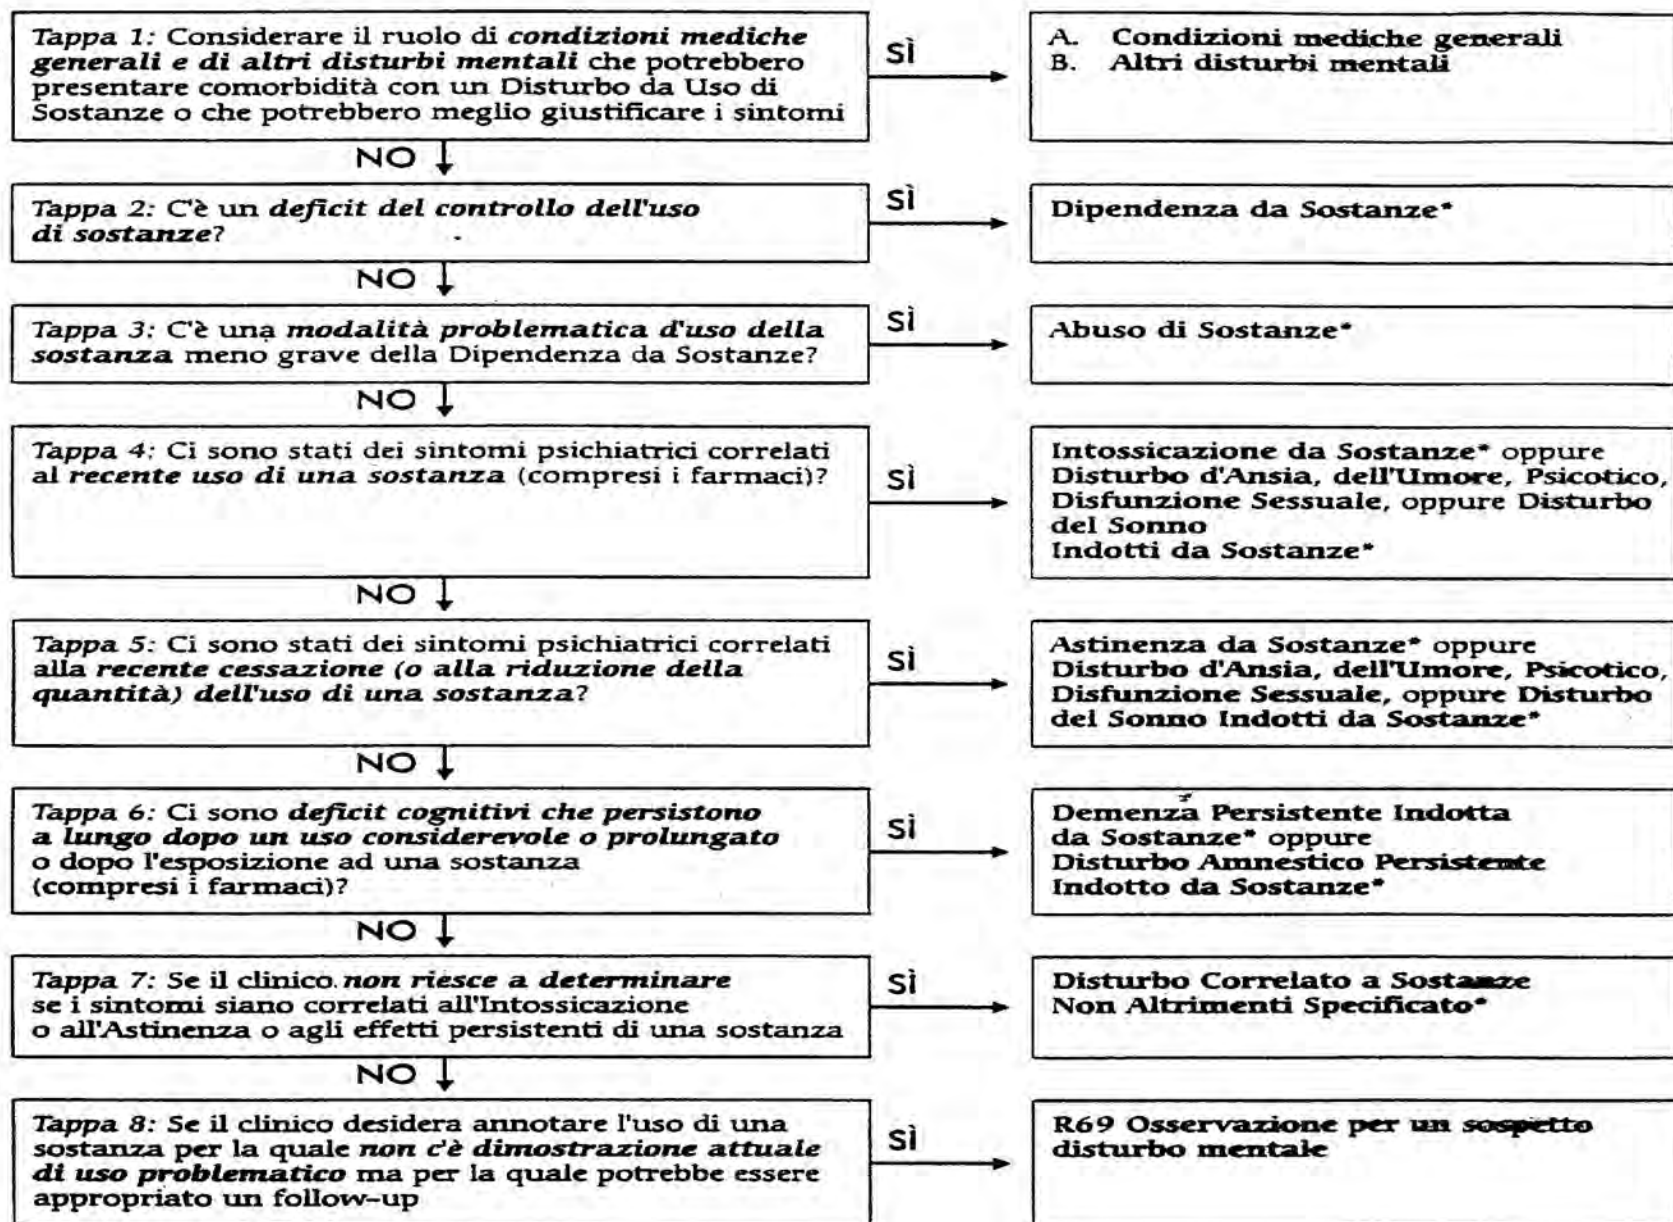 Tappa 1: Considerare il ruolo di condizioni mediche
generali e di altri disturbi mentali che potrebbero
presentare comorbidità con un Disturbo da Uso di
Sostanze o che potrebbero meglio giustificare i sintomi
SÌ
A. Condizioni mediche generali
B. Altri disturbi mentali
NO
Tappa 2: C'è un deficit del controllo dell'uso
di sostanze?
SÌ
Dipendenza da Sostanze*
NO
Tappa 3: C'è una modalità problematica d'uso della
sostanza meno grave della Dipendenza da Sostanze?
SÌ
Abuso di Sostanze*
NO
Tappa 4: Ci sono stati dei sintomi psichiatrici correlati
al recente uso di una sostanza (compresi i farmaci)?
SÌ
Intossicazione da Sostanze* oppure
Disturbo d'Ansia, dell'Umore, Psicotico,
Disfunzione Sessuale, oppure Disturbo
del Sonno
Indotti da Sostanze*
NO
Tappa 5: Ci sono stati dei sintomi psichiatrici correlati
alla recente cessazione (o alla riduzione della
quantità) dell'uso di una sostanza?
SÌ
Astinenza da Sostanze* oppure
Disturbo d'Ansia, dell'Umore, Psicotico,
Disfunzione Sessuale, oppure Disturbo
del Sonno Indotti da Sostanze*
NO
Tappa 6: Ci sono deficit cognitivi che persistono
a lungo dopo un uso considerevole o prolungato
o dopo l'esposizione ad una sostanza
(compresi i farmaci)?
SÌ
Demenza Persistente Indotta
da Sostanze* oppure
Disturbo Amnestico Persistente
Indotto da Sostanze*
NO
Tappa 7: Se il clinico non riesce a determinare
se i sintomi siano correlati all'Intossicazione
o all'Astinenza o agli effetti persistenti di una sostanza
SÌ
Disturbo Correlato a Sostanze
Non Altrimenti Specificato*
NO
Tappa 8: Se il clinico desidera annotare l'uso di una
sostanza per la quale non c'è dimostrazione attuale
di uso problematico ma per la quale potrebbe essere
appropriato un follow-up
SÌ
R69 Osservazione per un sospetto
disturbo mentale